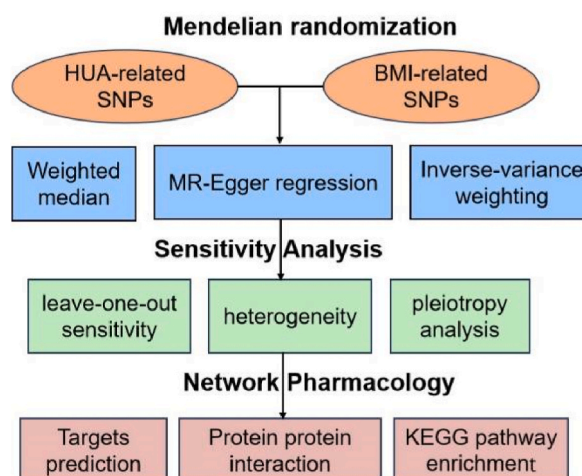 Mendelian randomization
HUA-related
SNPs
BMI-related
SNPs
Weighted
median
MR-Egger regression
Inverse-variance
weighting
Sensitivity Analysis
leave-one-out
sensitivity
heterogeneity
pleiotropy
analysis
Network Pharmacology
Targets
prediction
Protein protein
interaction
KEGG pathway
enrichment